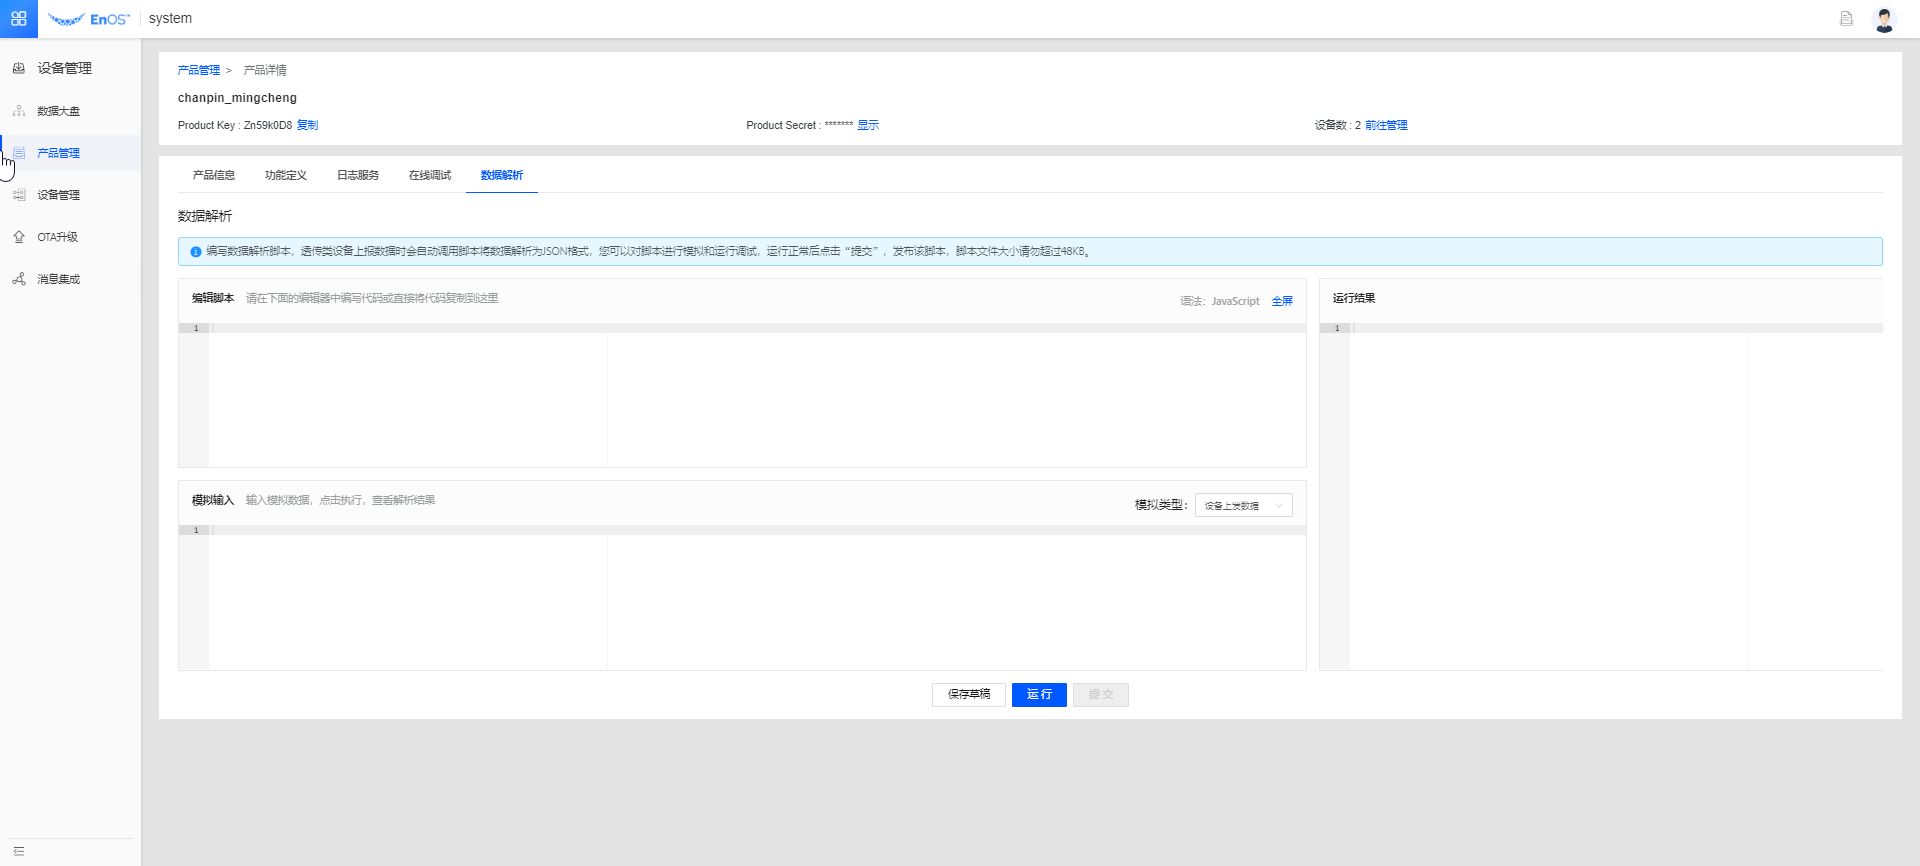 EnOS™ system
设备管理
数据大盘
产品管理
设备管理
OTA升级
消息集成
产品管理 > 产品详情
chanpin_mingcheng
Product Key : Zn59k0D8 复制 Product Secret : ******* 显示 设备数 : 2 前往管理
产品信息 功能定义 日志服务 在线调试 数据解析
数据解析
编写数据解析脚本，透传类设备上报数据时会自动调用脚本将数据解析为JSON格式，您可以对脚本进行模拟和运行调试，运行正常后点击“提交”，发布该脚本，脚本文件大小请勿超过48KB。
编辑脚本 请在下面的编辑器中编写代码或直接将代码复制到这里 语法：JavaScript 全屏
1
模拟输入 输入模拟数据，点击执行，查看解析结果 模拟类型： 设备上发数据
1
运行结果
1
保存草稿 运行 提交